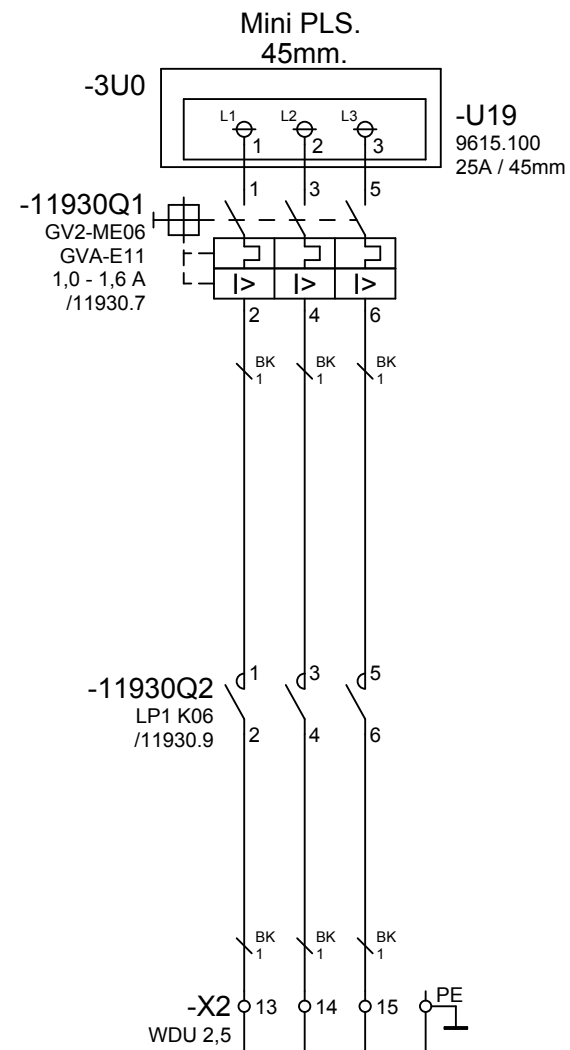 Mini PLS.
45mm.
-3U0
L1 L2 L3
1 2 3
-U19
9615.100
25A / 45mm
1 3 5
-11930Q1
GV2-ME06
GVA-E11
1,0 - 1,6 A
/11930.7
I> I> I>
2 4 6
BK BK BK
1 1 1
1 3 5
-11930Q2
LP1 K06
/11930.9
2 4 6
BK BK BK
1 1 1
-X2 13 14 15 PE
WDU 2,5